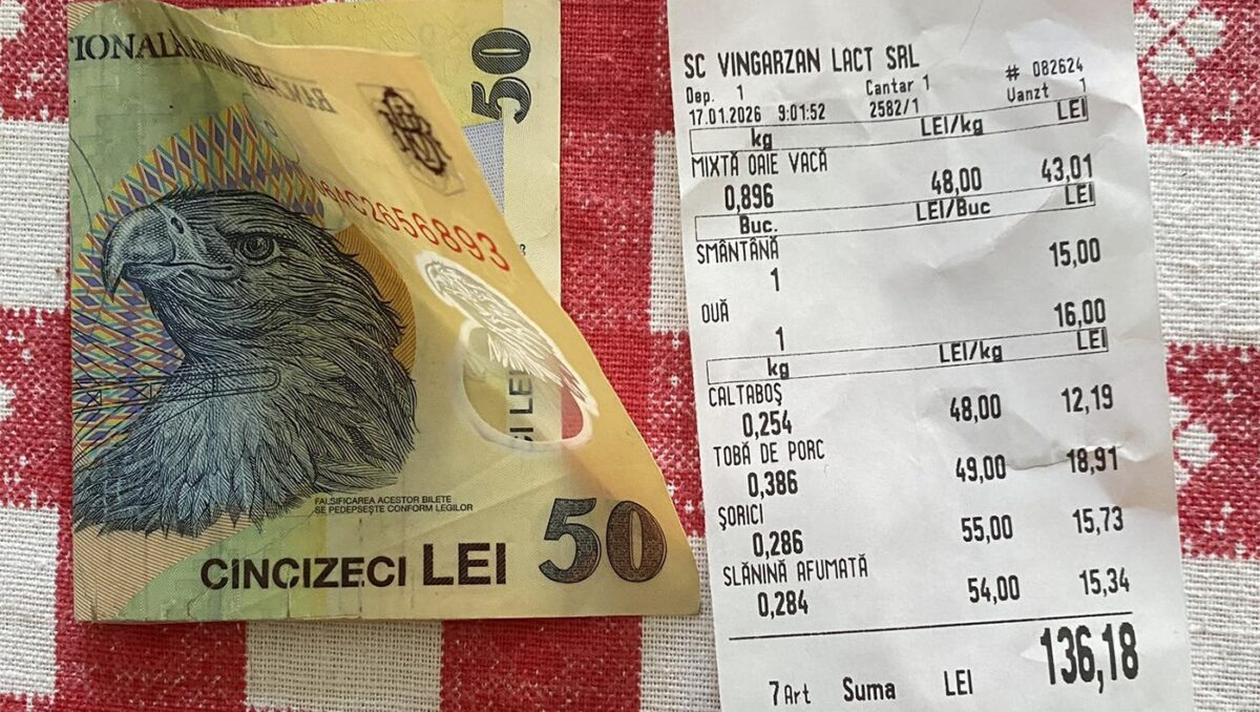 50
B
64C2656893
LEI
FALSIFICAREA ACESTOR BILETE
SE PEDEPSEȘTE CONFORM LEGILOR
CINCIZECI LEI 50
SC VINGARZAN LACT SRL
Dep. 1 Cantar 1 # 082624
17.01.2026 9:01:52 2582/1 Vanzt 1
kg LEI/kg LEI
MIXTĂ OAIE VACĂ
0,896 48,00 43,01
Buc. LEI/Buc LEI
SMÂNTÂNĂ
1 15,00
OUĂ
1 16,00
kg LEI/kg LEI
CALTABOŞ
0,254 48,00 12,19
TOBĂ DE PORC
0,386 49,00 18,91
ŞORICI
0,286 55,00 15,73
SLĂNINĂ AFUMATĂ
0,284 54,00 15,34
7 Art Suma LEI 136,18